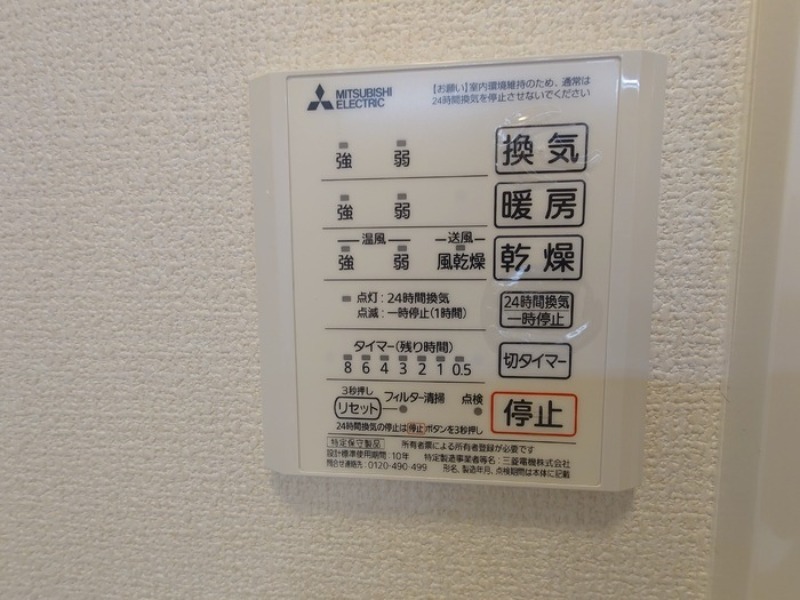 MITSUBISHI
ELECTRIC
【お願い】室内環境維持のため、通常は
24時間換気を停止させないでください
強 弱 換気
強 弱 暖房
温風 送風
強 弱 風乾燥 乾燥
点灯:24時間換気
点滅:一時停止(1時間)
24時間換気
一時停止
タイマー(残り時間)
8 6 4 3 2 1 0.5
切タイマー
3秒押し
リセット フィルター清掃 点検
停止
24時間換気の停止は停止ボタンを3秒押し
特定保守製品 所有者票による所有者登録が必要です
設計標準使用期間:10年 特定製造事業者等名:三菱電機株式会社
問合せ連絡先:0120-490-499 形名、製造年月、点検期間は本体に記載